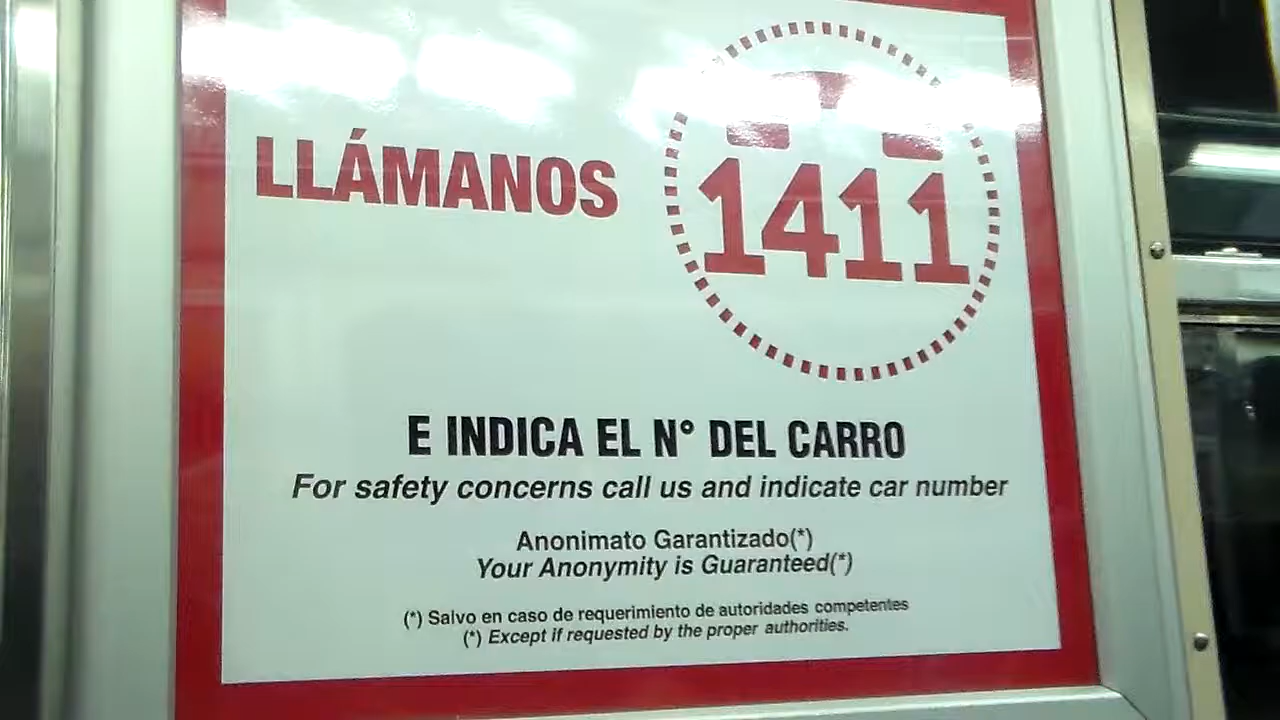 LLÁMANOS
1411
E INDICA EL N° DEL CARRO
For safety concerns call us and indicate car number
Anonimato Garantizado(*)
Your Anonymity is Guaranteed(*)
(*) Salvo en caso de requerimiento de autoridades competentes
(*) Except if requested by the proper authorities.